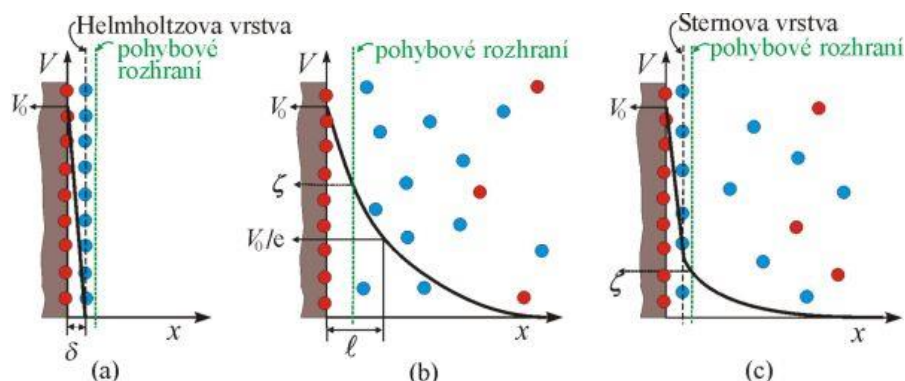 Helmholtzova vrstva
pohybové
rozhraní
V
V₀
δ
x
(a)
pohybové rozhraní
V
V₀
ζ
V₀/e
ℓ
x
(b)
Sternova vrstva
pohybové rozhraní
V
V₀
ζ
x
(c)